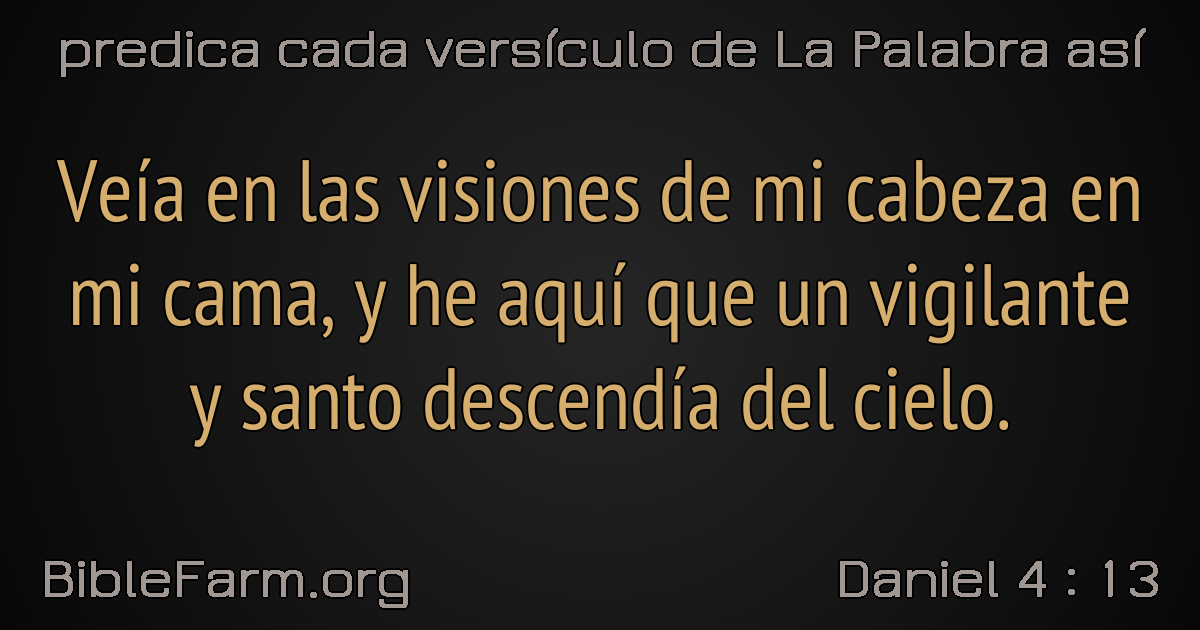 predica cada versículo de La Palabra así
Veía en las visiones de mi cabeza en
mi cama, y he aquí que un vigilante
y santo descendía del cielo.
BibleFarm.org
Daniel 4 : 13